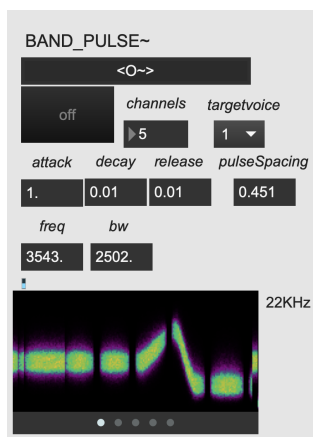 BAND_PULSE~
<O~>
off
channels targetvoice
5 1
attack decay release pulseSpacing
1. 0.01 0.01 0.451
freq bw
3543. 2502.
22KHz